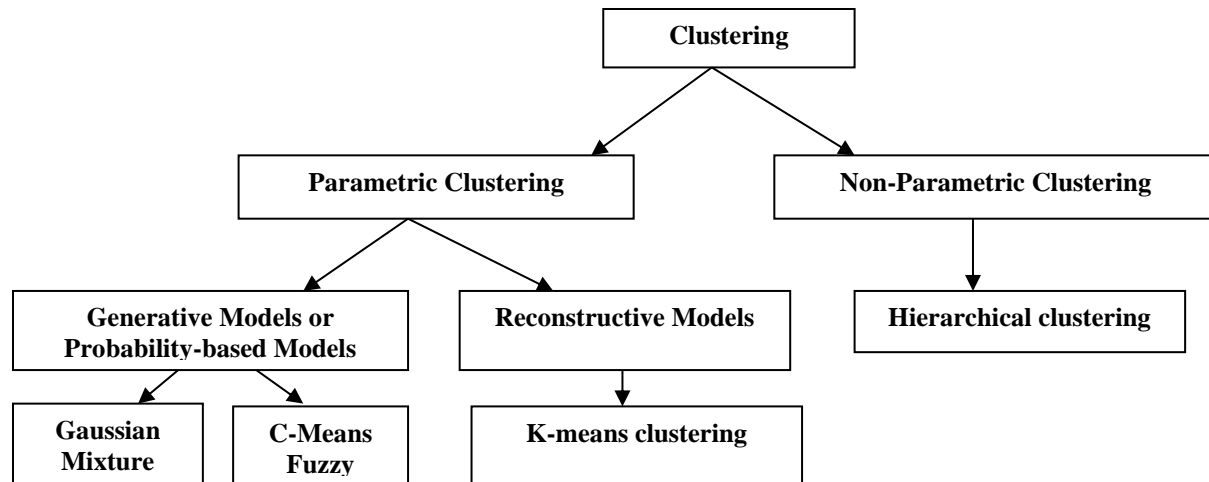 Clustering
Parametric Clustering
Non-Parametric Clustering
Generative Models or
Probability-based Models
Reconstructive Models
Hierarchical clustering
Gaussian
Mixture
C-Means
Fuzzy
K-means clustering